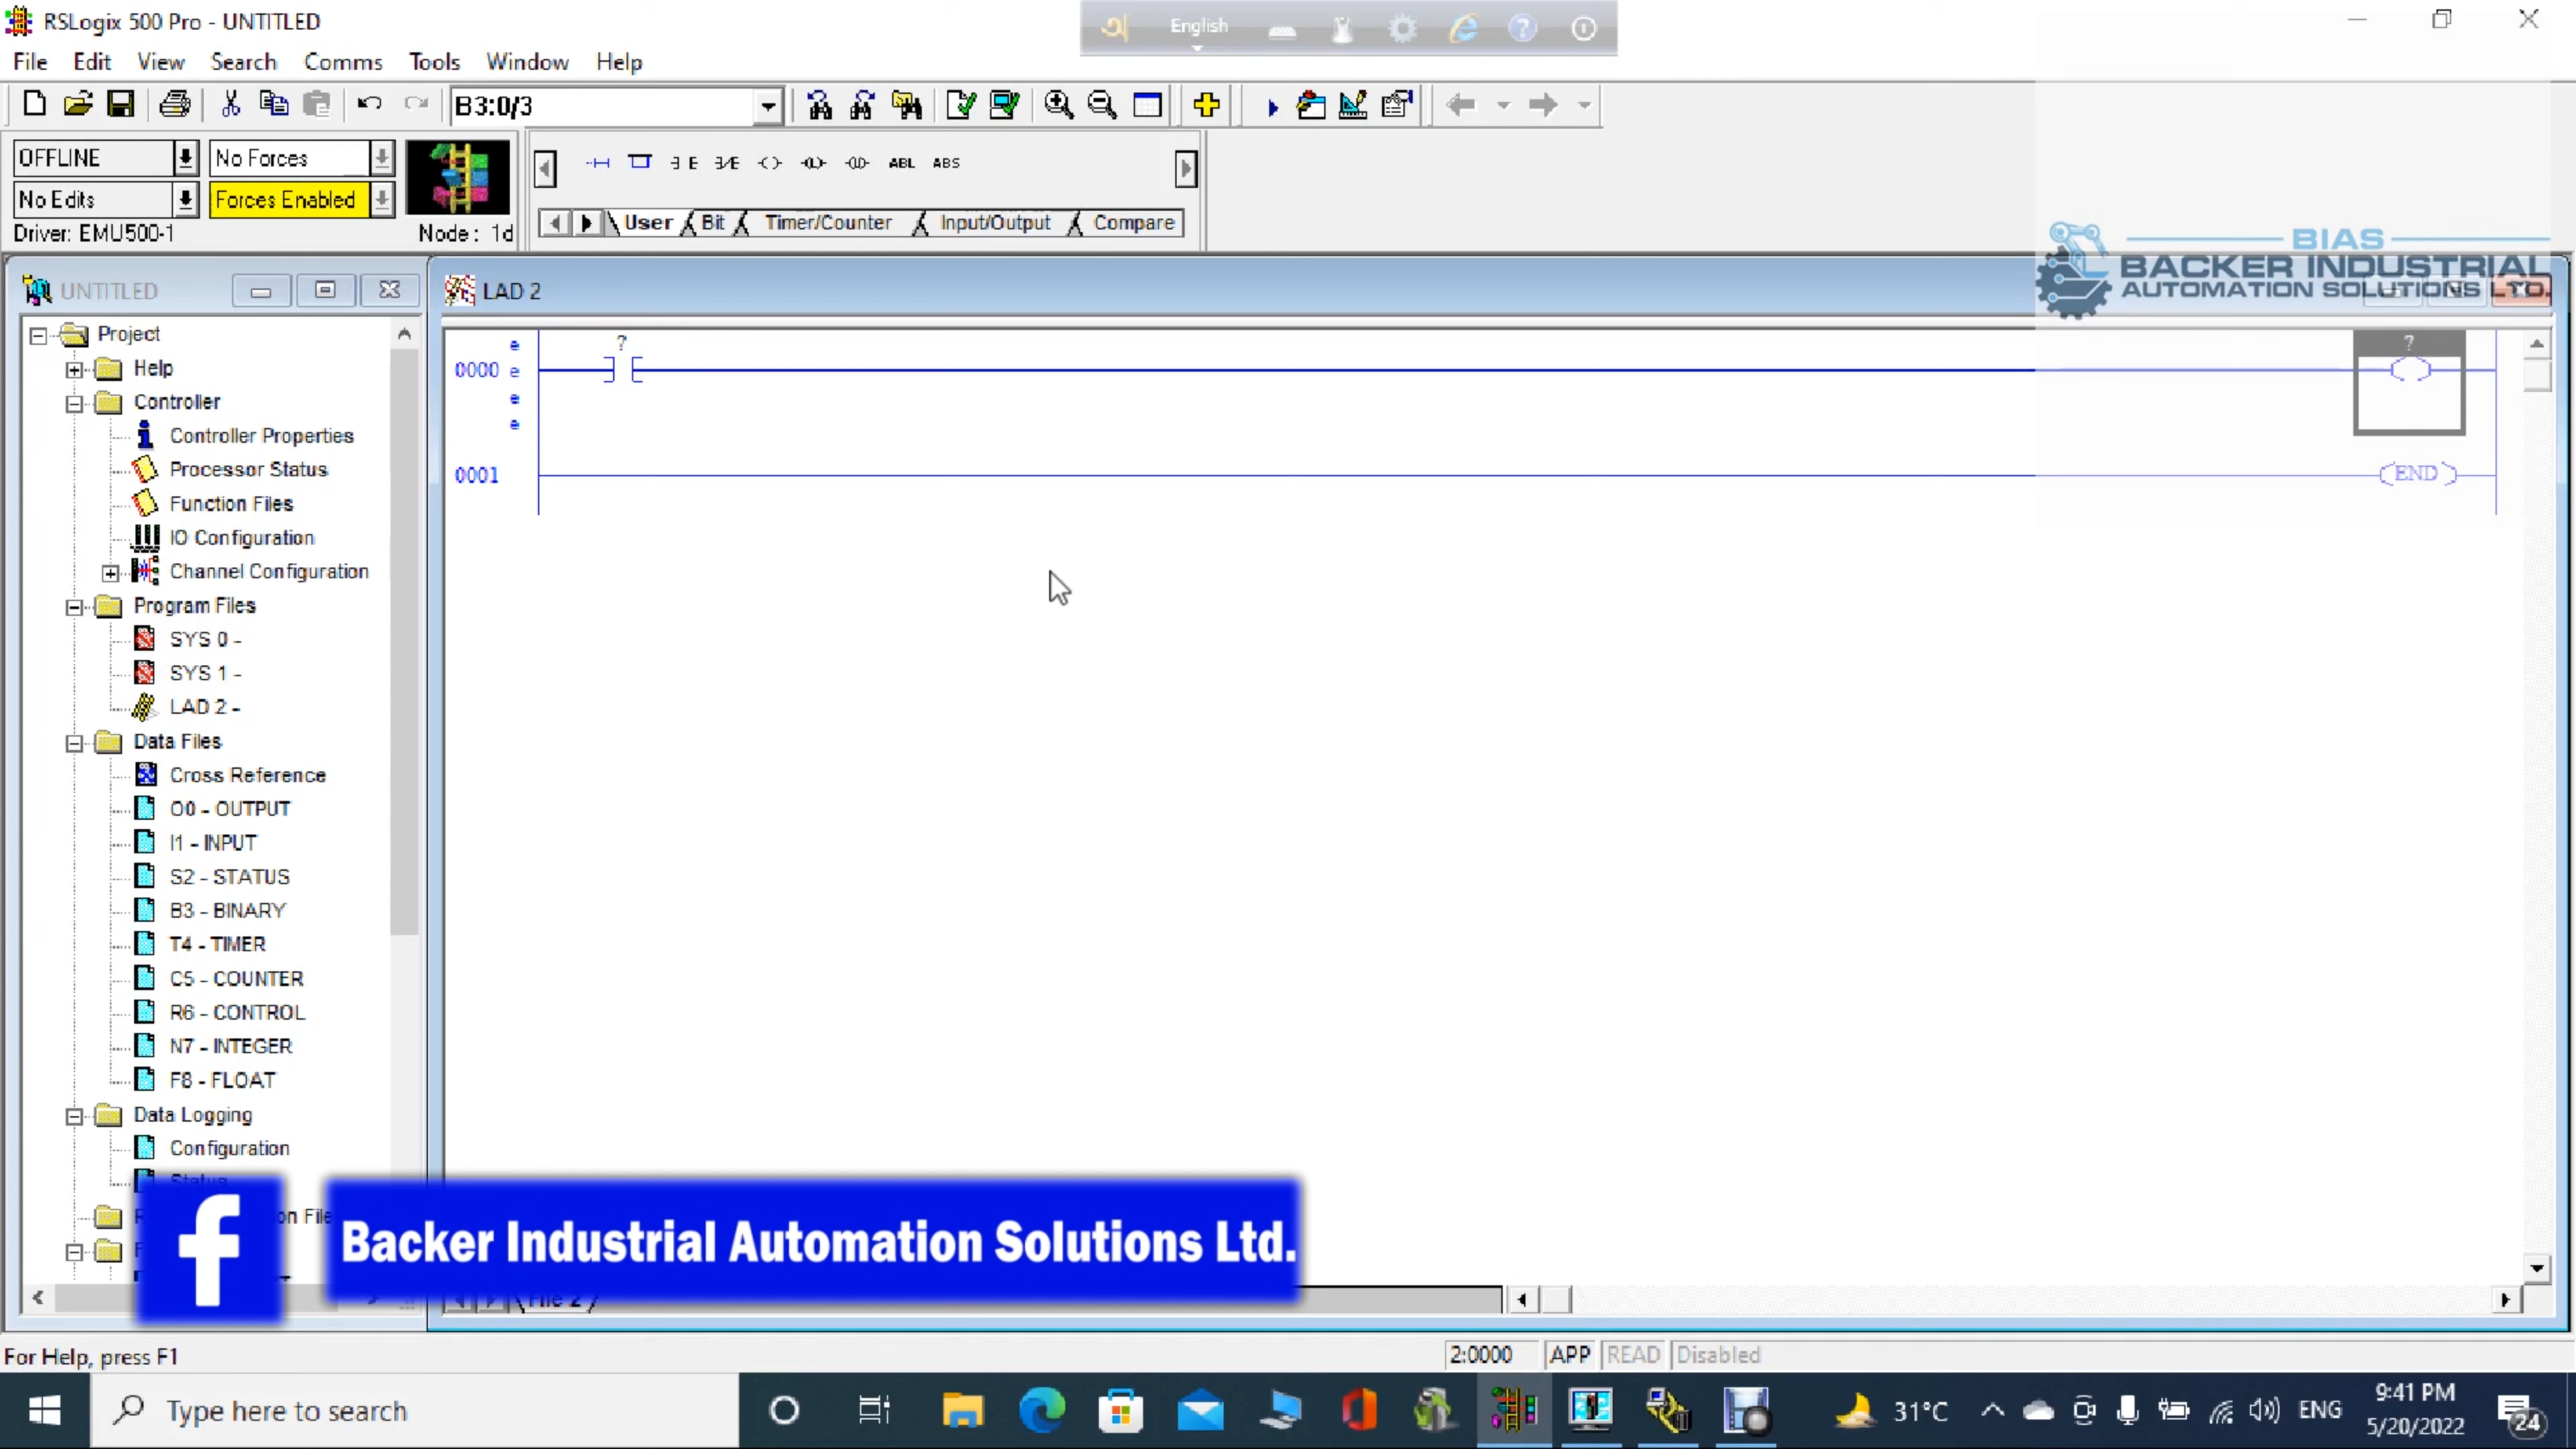 RSLogix 500 Pro - UNTITLED
English
File Edit View Search Comms Tools Window Help
B3:0/3
OFFLINE No Forces
No Edits Forces Enabled
Driver: EMU500-1 Node: 1d
ABL ABS
User Bit Timer/Counter Input/Output Compare
BIAS
BACKER INDUSTRIAL
AUTOMATION SOLUTIONS LTD.
UNTITLED
LAD 2
Project
Help
Controller
Controller Properties
Processor Status
Function Files
IO Configuration
Channel Configuration
Program Files
SYS 0 -
SYS 1 -
LAD 2 -
Data Files
Cross Reference
O0 - OUTPUT
I1 - INPUT
S2 - STATUS
B3 - BINARY
T4 - TIMER
C5 - COUNTER
R6 - CONTROL
N7 - INTEGER
F8 - FLOAT
Data Logging
Configuration
Status
e
? ?
0000 e
e
e
0001
END
f
Backer Industrial Automation Solutions Ltd.
File 2
For Help, press F1
2:0000 APP READ Disabled
Type here to search
31°C
ENG
9:41 PM
5/20/2022
24